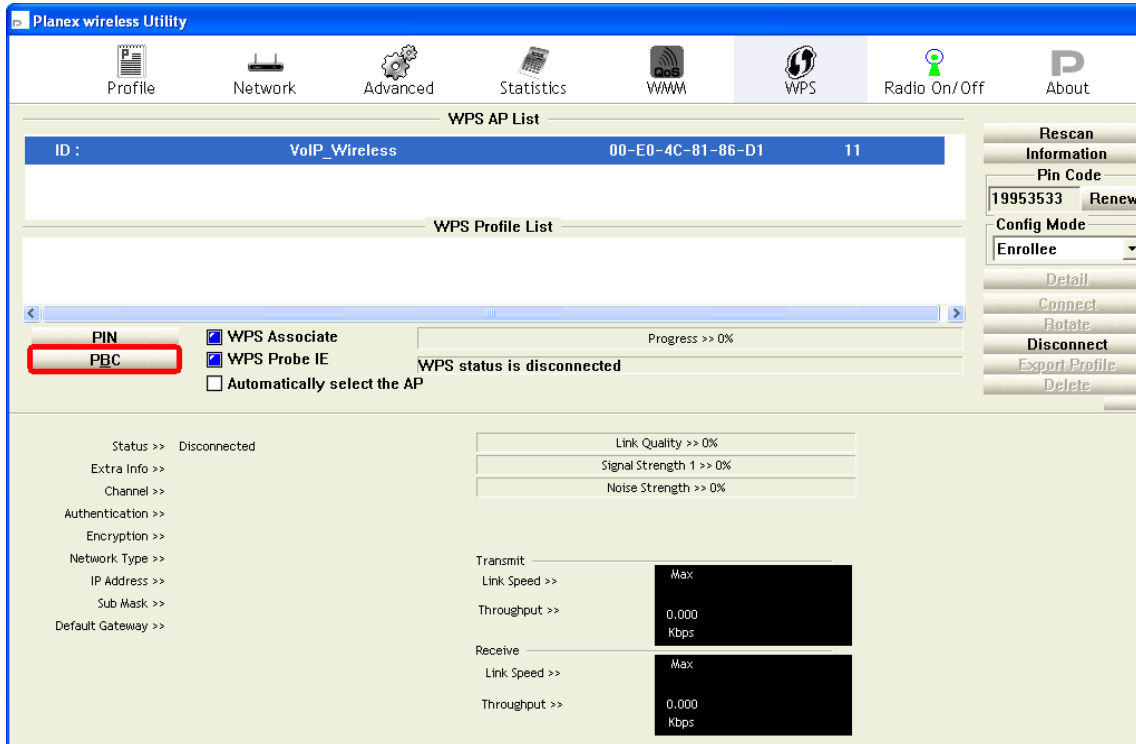 Planex wireless Utility
Profile Network Advanced Statistics QoS WMM WPS Radio On/Off About
WPS AP List
ID : VoIP_Wireless 00-E0-4C-81-86-D1 11
Rescan
Information
Pin Code
19953533 Renew
WPS Profile List
Config Mode
Enrollee
Detail
Connect
Rotate
Disconnect
Export Profile
Delete
PIN WPS Associate Progress >> 0%
PBC WPS Probe IE WPS status is disconnected
Automatically select the AP
Status >> Disconnected
Extra Info >>
Channel >>
Authentication >>
Encryption >>
Network Type >>
IP Address >>
Sub Mask >>
Default Gateway >>
Link Quality >> 0%
Signal Strength 1 >> 0%
Noise Strength >> 0%
Transmit
Link Speed >> Max
Throughput >> 0.000
Kbps
Receive
Link Speed >> Max
Throughput >> 0.000
Kbps